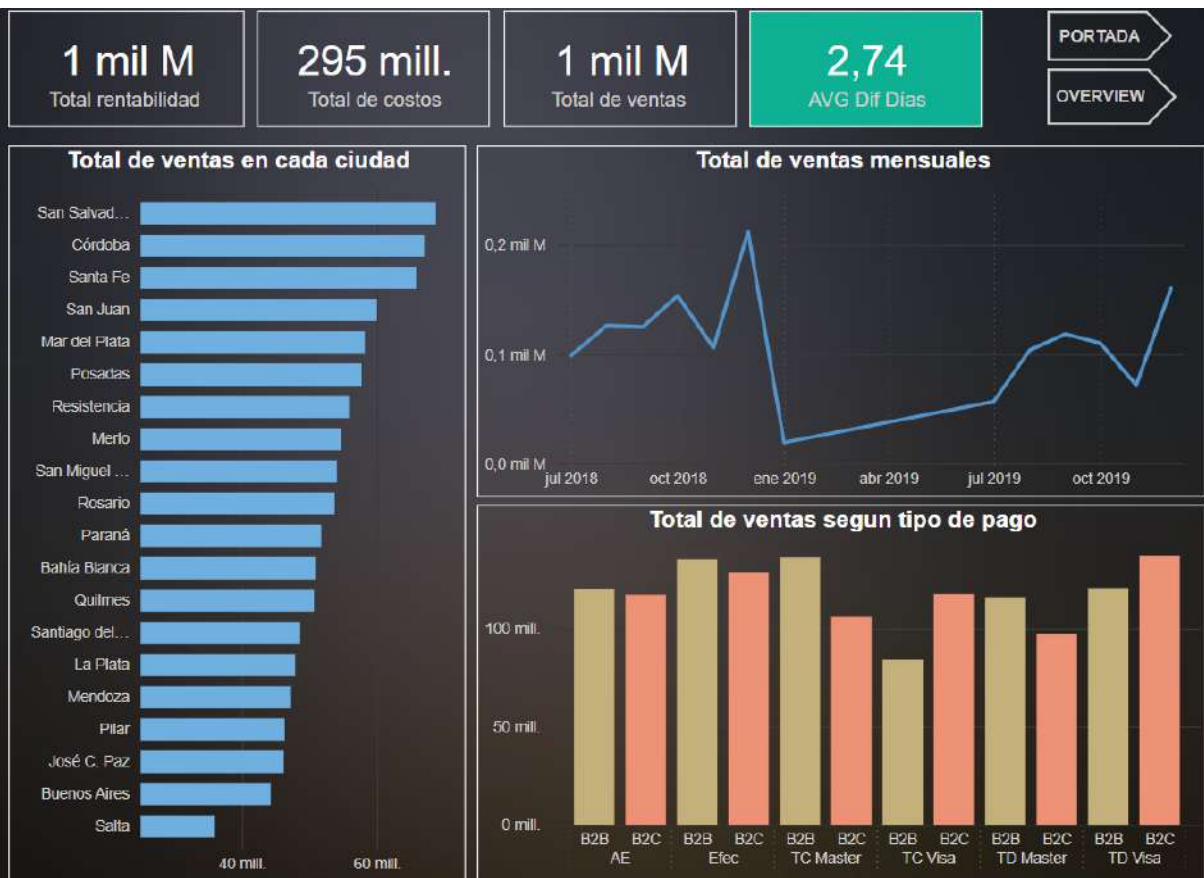 1 mil M
Total rentabilidad
295 mill.
Total de costos
1 mil M
Total de ventas
2,74
AVG Dif Dias
PORTADA
OVERVIEW
Total de ventas en cada ciudad
San Salvad...
Córdoba
Santa Fe
San Juan
Mar del Plata
Posadas
Resistencia
Merlo
San Miguel ...
Rosario
Paraná
Bahía Blanca
Quilmes
Santiago del...
La Plata
Mendoza
Pilar
José C. Paz
Buenos Aires
Salta
40 mill.
60 mill.
Total de ventas mensuales
0,2 mil M
0,1 mil M
0,0 mil M
jul 2018
oct 2018
ene 2019
abr 2019
jul 2019
oct 2019
Total de ventas segun tipo de pago
100 mill.
50 mill.
0 mill.
B2B B2C B2B B2C B2B B2C B2B B2C B2B B2C B2B B2C
AE Efec TC Master TC Visa TD Master TD Visa